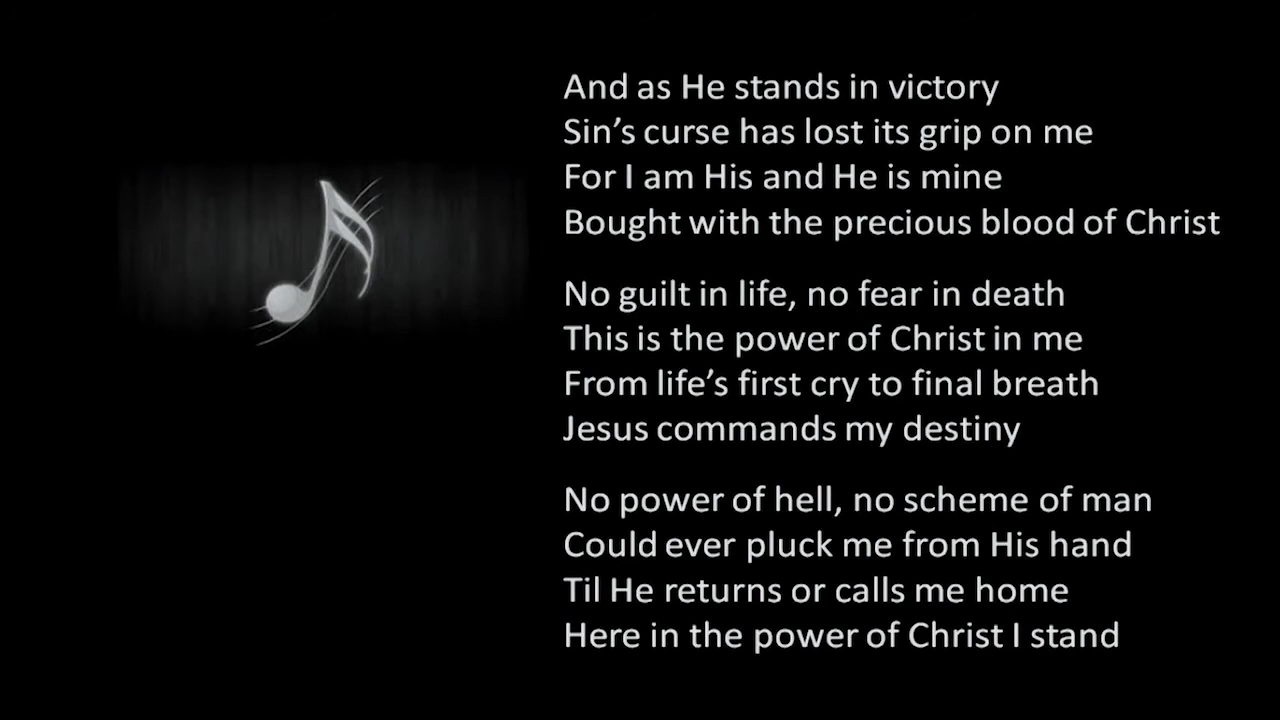 And as He stands in victory
Sin’s curse has lost its grip on me
For I am His and He is mine
Bought with the precious blood of Christ
No guilt in life, no fear in death
This is the power of Christ in me
From life’s first cry to final breath
Jesus commands my destiny
No power of hell, no scheme of man
Could ever pluck me from His hand
Til He returns or calls me home
Here in the power of Christ I stand